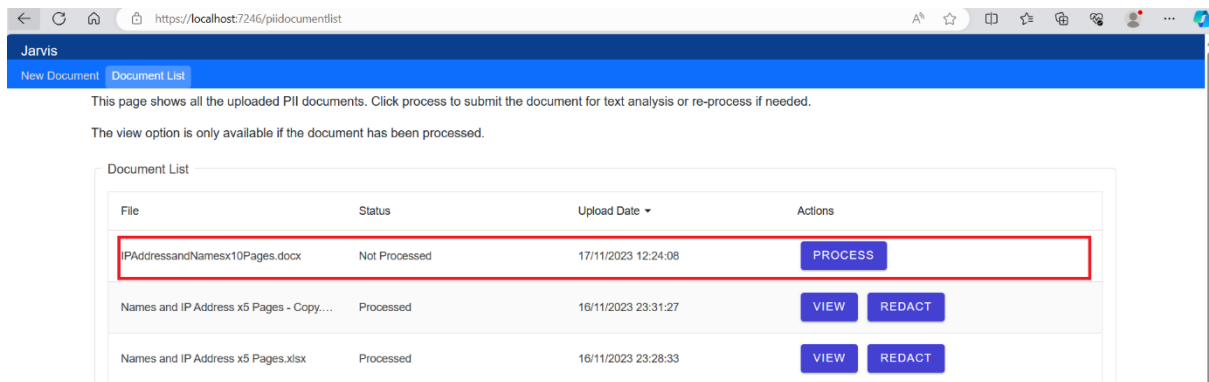 https://localhost:7246/piidocumentlist
Jarvis
New Document Document List
This page shows all the uploaded PII documents. Click process to submit the document for text analysis or re-process if needed.
The view option is only available if the document has been processed.
Document List
File Status Upload Date Actions
IPAddressandNamesx10Pages.docx Not Processed 17/11/2023 12:24:08 PROCESS
Names and IP Address x5 Pages - Copy.... Processed 16/11/2023 23:31:27 VIEW REDACT
Names and IP Address x5 Pages.xlsx Processed 16/11/2023 23:28:33 VIEW REDACT